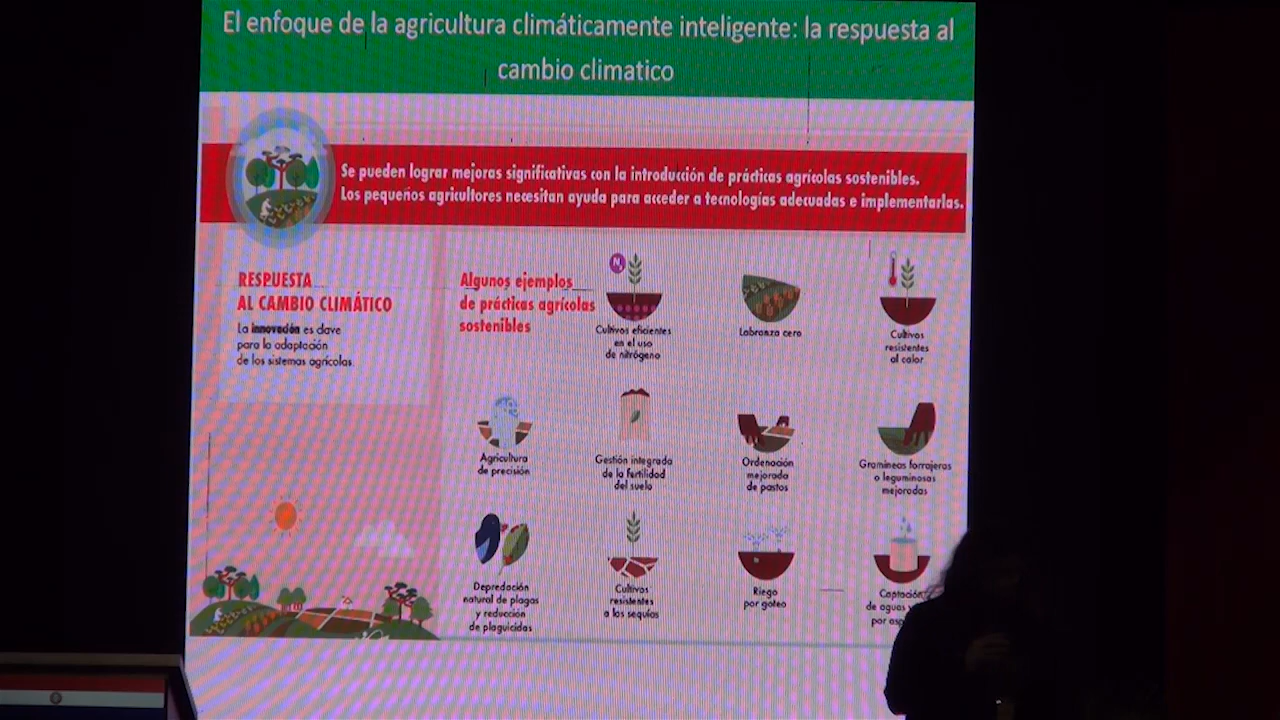 El enfoque de la agricultura climáticamente inteligente: la respuesta al
cambio climatico
Se pueden lograr mejoras significativas con la introducción de prácticas agrícolas sostenibles.
Los pequeños agricultores necesitan ayuda para acceder a tecnologías adecuadas e implementarlas.
RESPUESTA
AL CAMBIO CLIMÁTICO
La innovación es clave
para la adaptación
de los sistemas agrícolas
Algunos ejemplos
de prácticas agrícolas
sostenibles
N
Cultivos eficientes
en el uso
de nitrógeno
Labranza cero
Cultivos
resistentes
al calor
Agricultura
de precisión
Gestión integrada
de la fertilidad
del suelo
Ordenación
mejorada
de pastos
Gramíneas forrajeras
o leguminosas
mejoradas
Depredación
natural de plagas
y reducción
de plaguicidas
Cultivos
resistentes
a las sequías
Riego
por goteo
Captación
de aguas
por